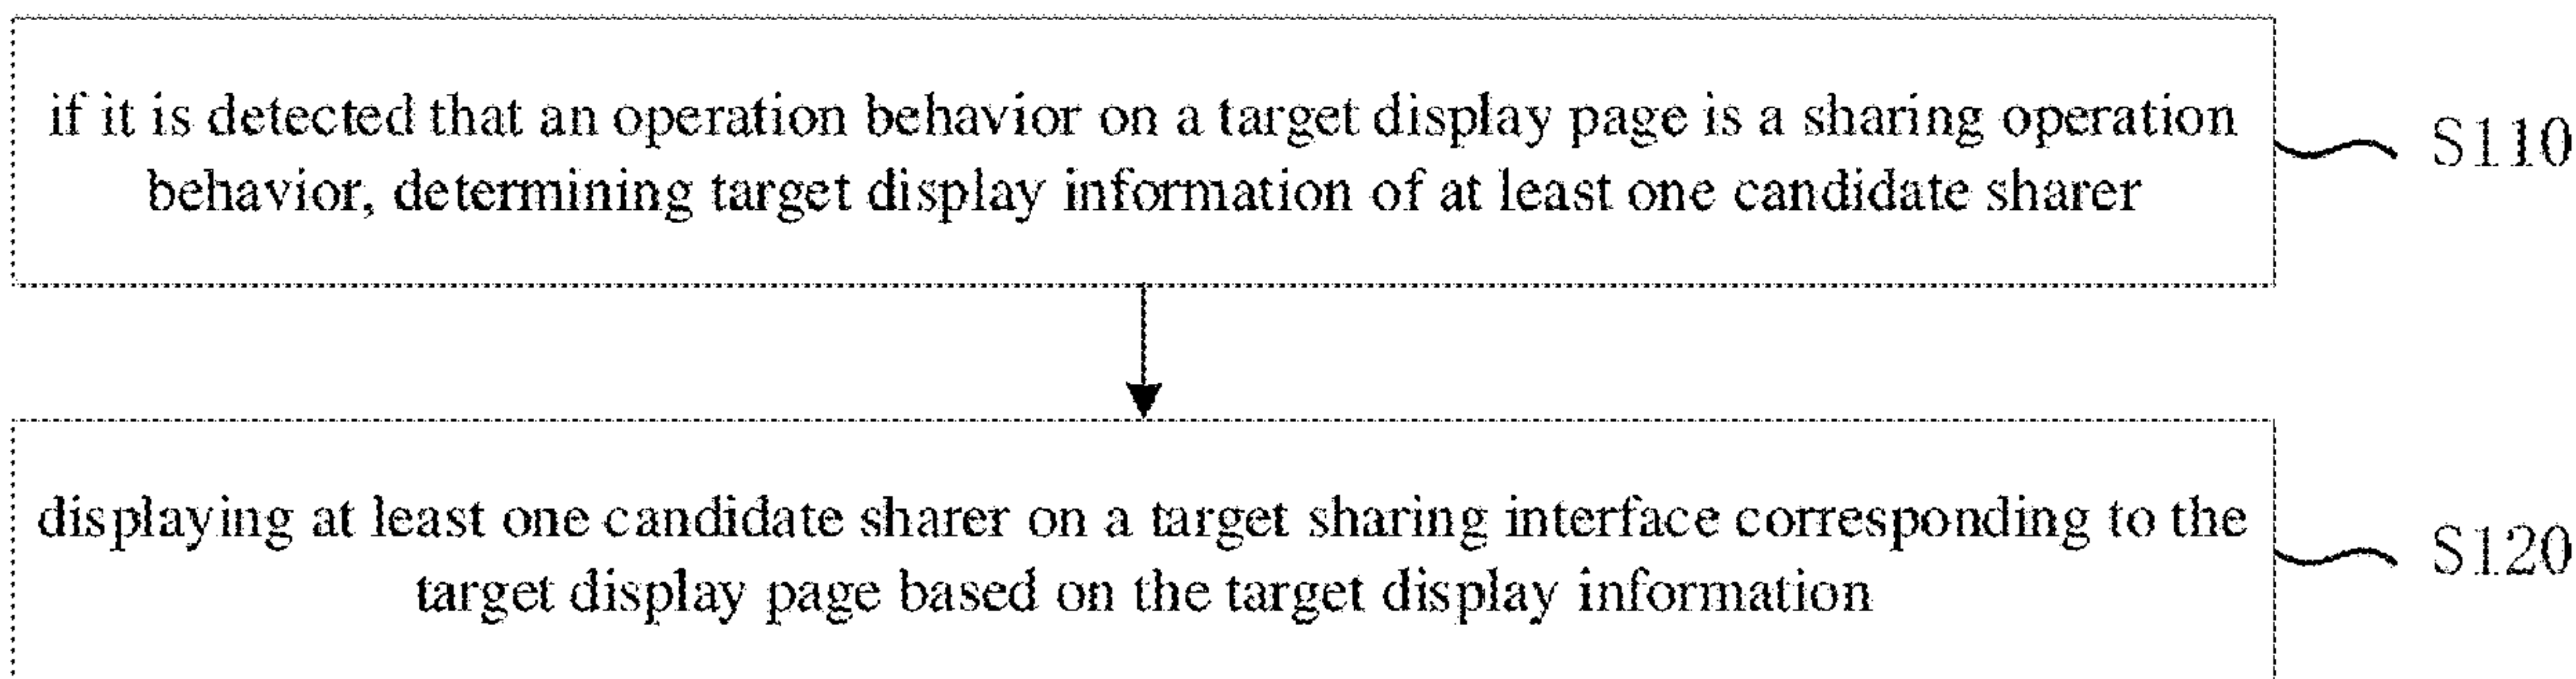 if it is detected that an operation behavior on a target display page is a sharing operation
behavior, determining target display information of at least one candidate sharer
S110
displaying at least one candidate sharer on a target sharing interface corresponding to the
target display page based on the target display information
S120